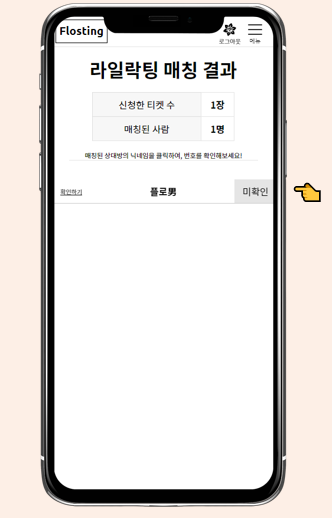 Flosting
로그아웃
메뉴
라일락팅 매칭 결과
신청한 티켓 수 1장
매칭된 사람 1명
매칭된 상대방의 닉네임을 클릭하여, 번호를 확인해보세요!
확인하기 플로男 미확인